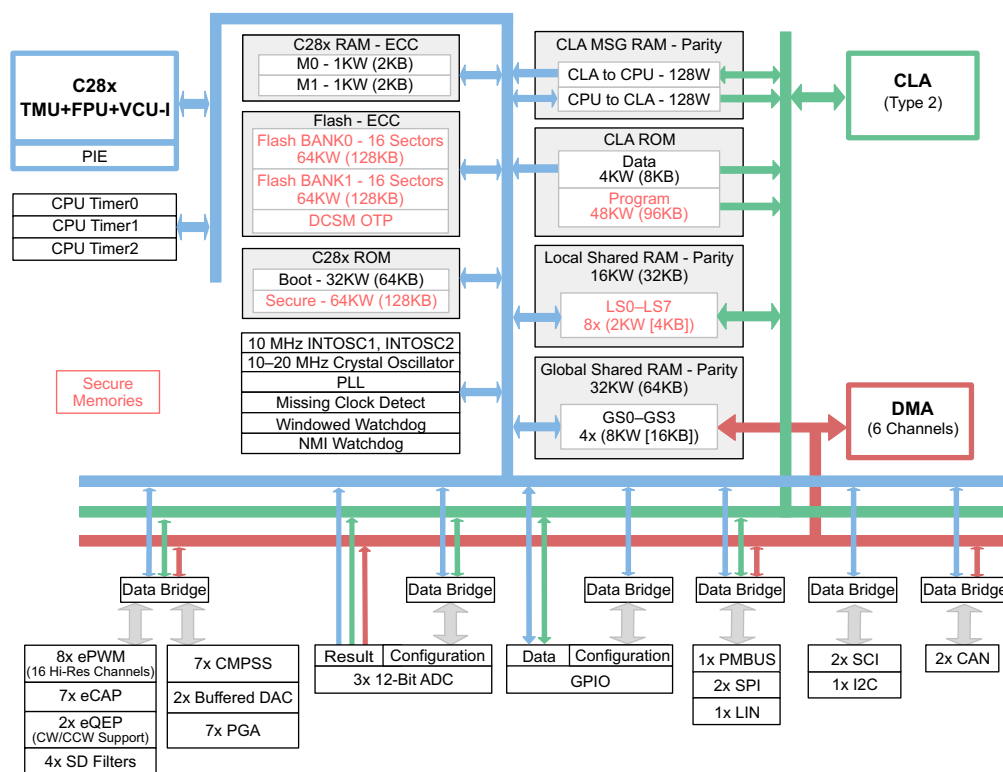 C28x
TMU+FPU+VCU-I
PIE
CPU Timer0
CPU Timer1
CPU Timer2
C28x RAM - ECC
M0 - 1KW (2KB)
M1 - 1KW (2KB)
Flash - ECC
Flash BANK0 - 16 Sectors
64KW (128KB)
Flash BANK1 - 16 Sectors
64KW (128KB)
DCSM OTP
C28x ROM
Boot - 32KW (64KB)
Secure - 64KW (128KB)
10 MHz INTOSC1, INTOSC2
10–20 MHz Crystal Oscillator
PLL
Missing Clock Detect
Windowed Watchdog
NMI Watchdog
Secure
Memories
CLA MSG RAM - Parity
CLA to CPU - 128W
CPU to CLA - 128W
CLA ROM
Data
4KW (8KB)
Program
48KW (96KB)
Local Shared RAM - Parity
16KW (32KB)
LS0–LS7
8x (2KW [4KB])
Global Shared RAM - Parity
32KW (64KB)
GS0–GS3
4x (8KW [16KB])
CLA
(Type 2)
DMA
(6 Channels)
Data Bridge
Data Bridge
Data Bridge
Data Bridge
Data Bridge
Data Bridge
8x ePWM
(16 Hi-Res Channels)
7x eCAP
2x eQEP
(CW/CCW Support)
4x SD Filters
7x CMPSS
2x Buffered DAC
7x PGA
Result
Configuration
3x 12-Bit ADC
Data
Configuration
GPIO
1x PMBUS
2x SPI
1x LIN
2x SCI
1x I2C
2x CAN